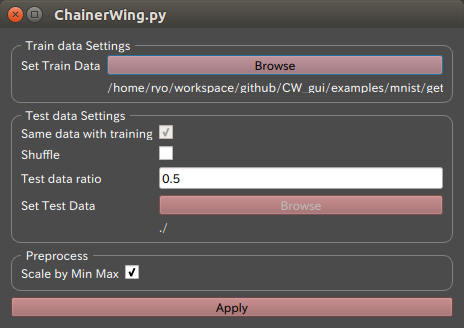 ChainerWing.py
Train data Settings
Set Train Data Browse
/home/ryo/workspace/github/CW_gui/examples/mnist/get
Test data Settings
Same data with training
Shuffle
Test data ratio 0.5
Set Test Data Browse
./
Preprocess
Scale by Min Max
Apply